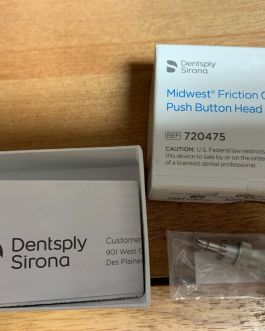 Dentsply
Sirona
Midwest® Friction
Push Button Head
REF 720475
CAUTION: U.S. Federal law restricts
this device to sale by or on the orde
of a licensed dental professional.
Dentsply
Sirona
Customer
901 West
Des Plaine